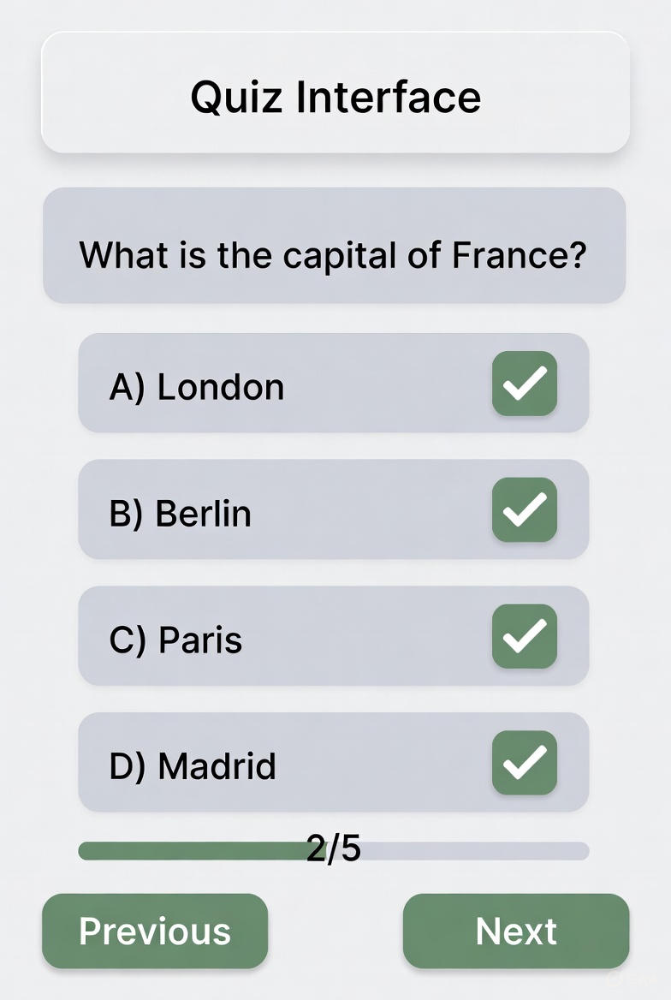 Quiz Interface
What is the capital of France?
A) London
B) Berlin
C) Paris
D) Madrid
2/5
Previous
Next